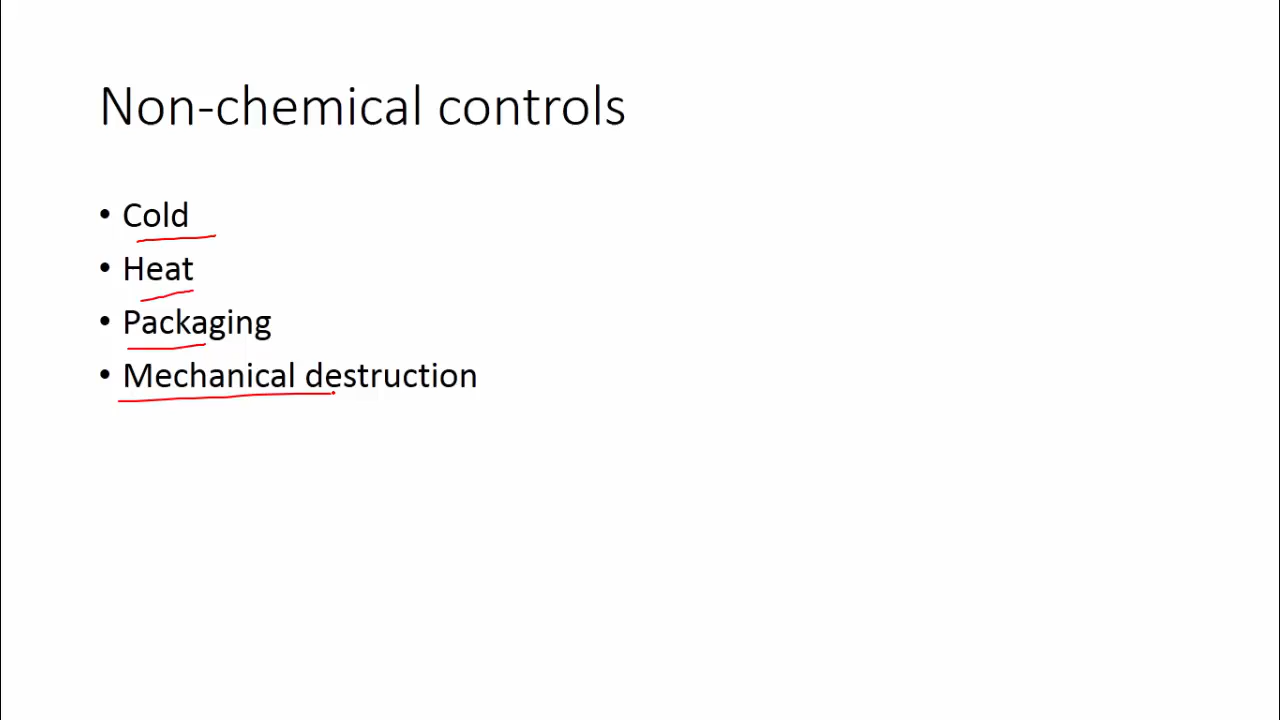 Non-chemical controls
• Cold
• Heat
• Packaging
• Mechanical destruction